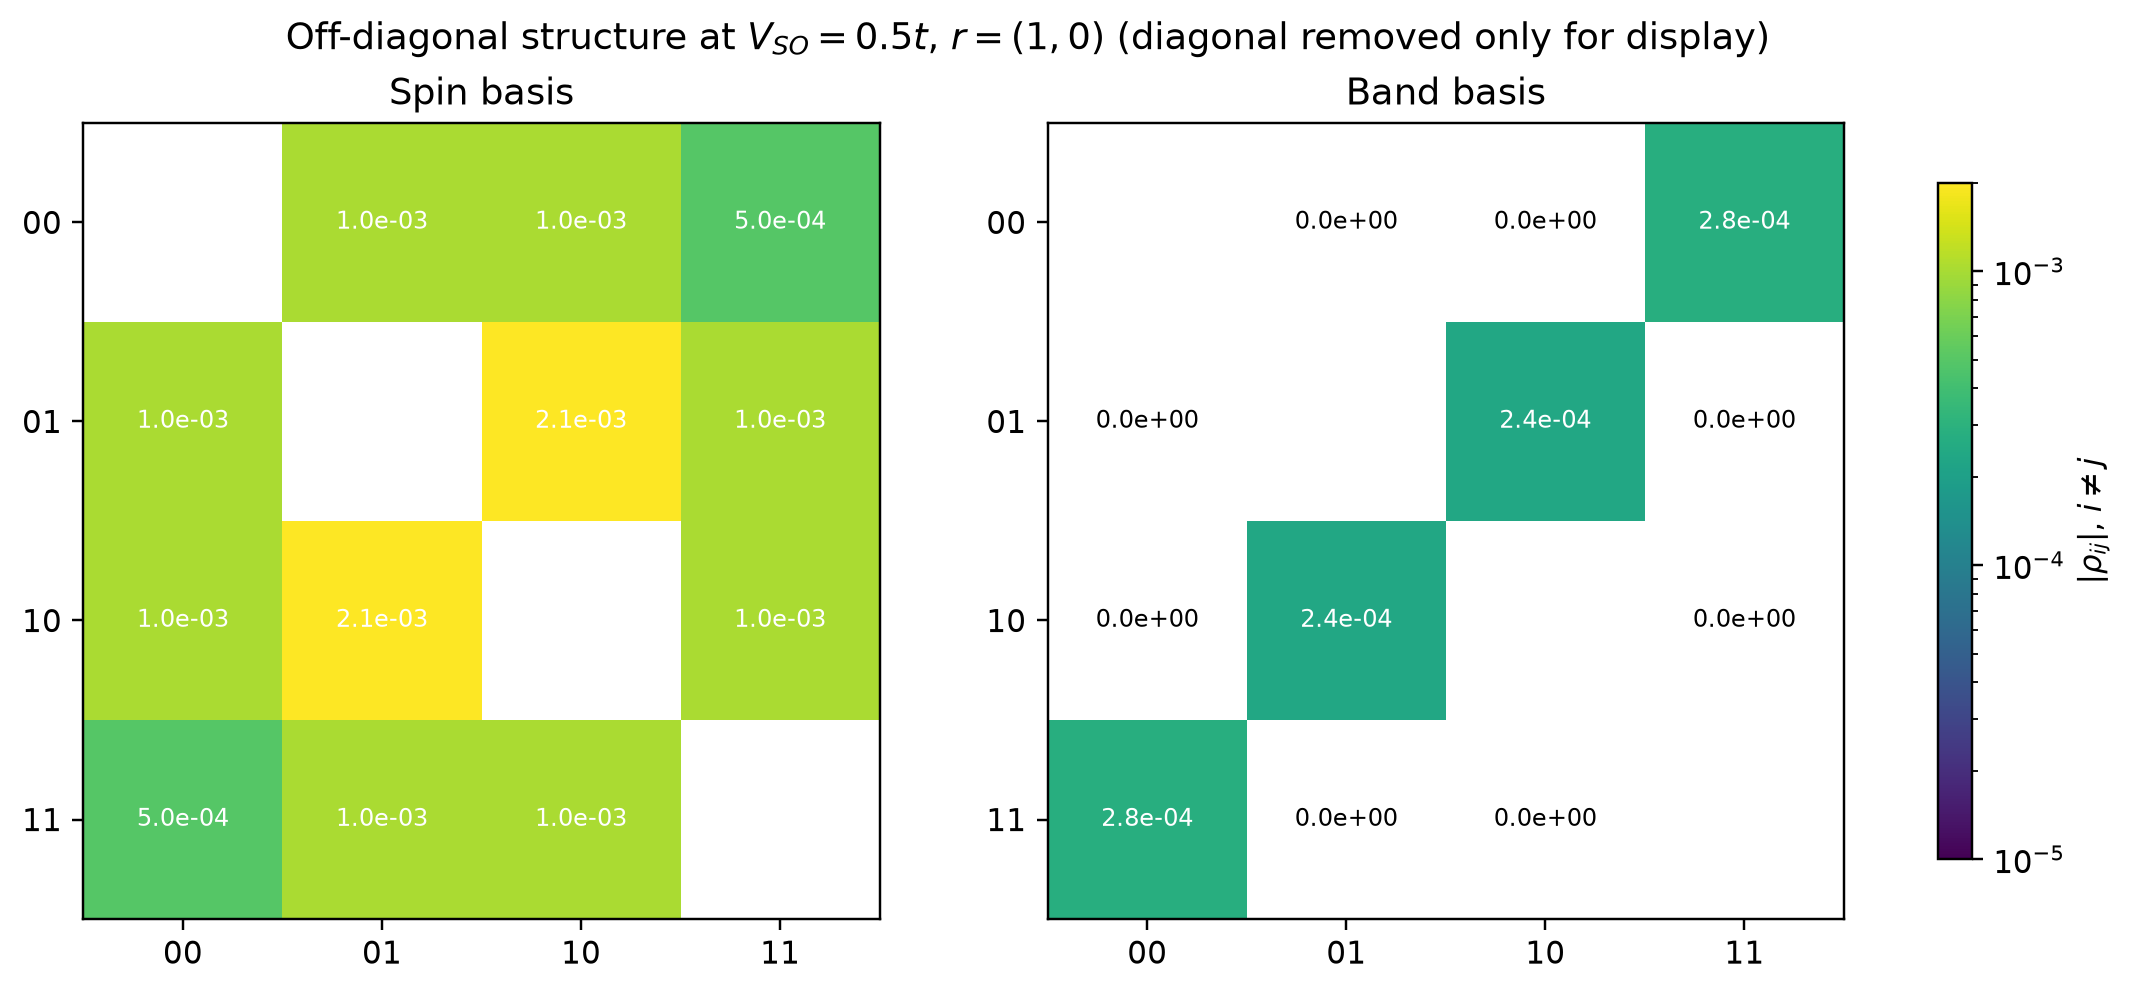 Off-diagonal structure at $V_{SO} = 0.5t$, $r = (1, 0)$ (diagonal removed only for display)
Spin basis
00 1.0e-03 1.0e-03 5.0e-04
01 1.0e-03 2.1e-03 1.0e-03
10 1.0e-03 2.1e-03 1.0e-03
11 5.0e-04 1.0e-03 1.0e-03
00 01 10 11
Band basis
00 0.0e+00 0.0e+00 2.8e-04
01 0.0e+00 2.4e-04 0.0e+00
10 0.0e+00 2.4e-04 0.0e+00
11 2.8e-04 0.0e+00 0.0e+00
00 01 10 11
$10^{-3}$
$10^{-4}$
$10^{-5}$
$|\rho_{ij}|, i \neq j$